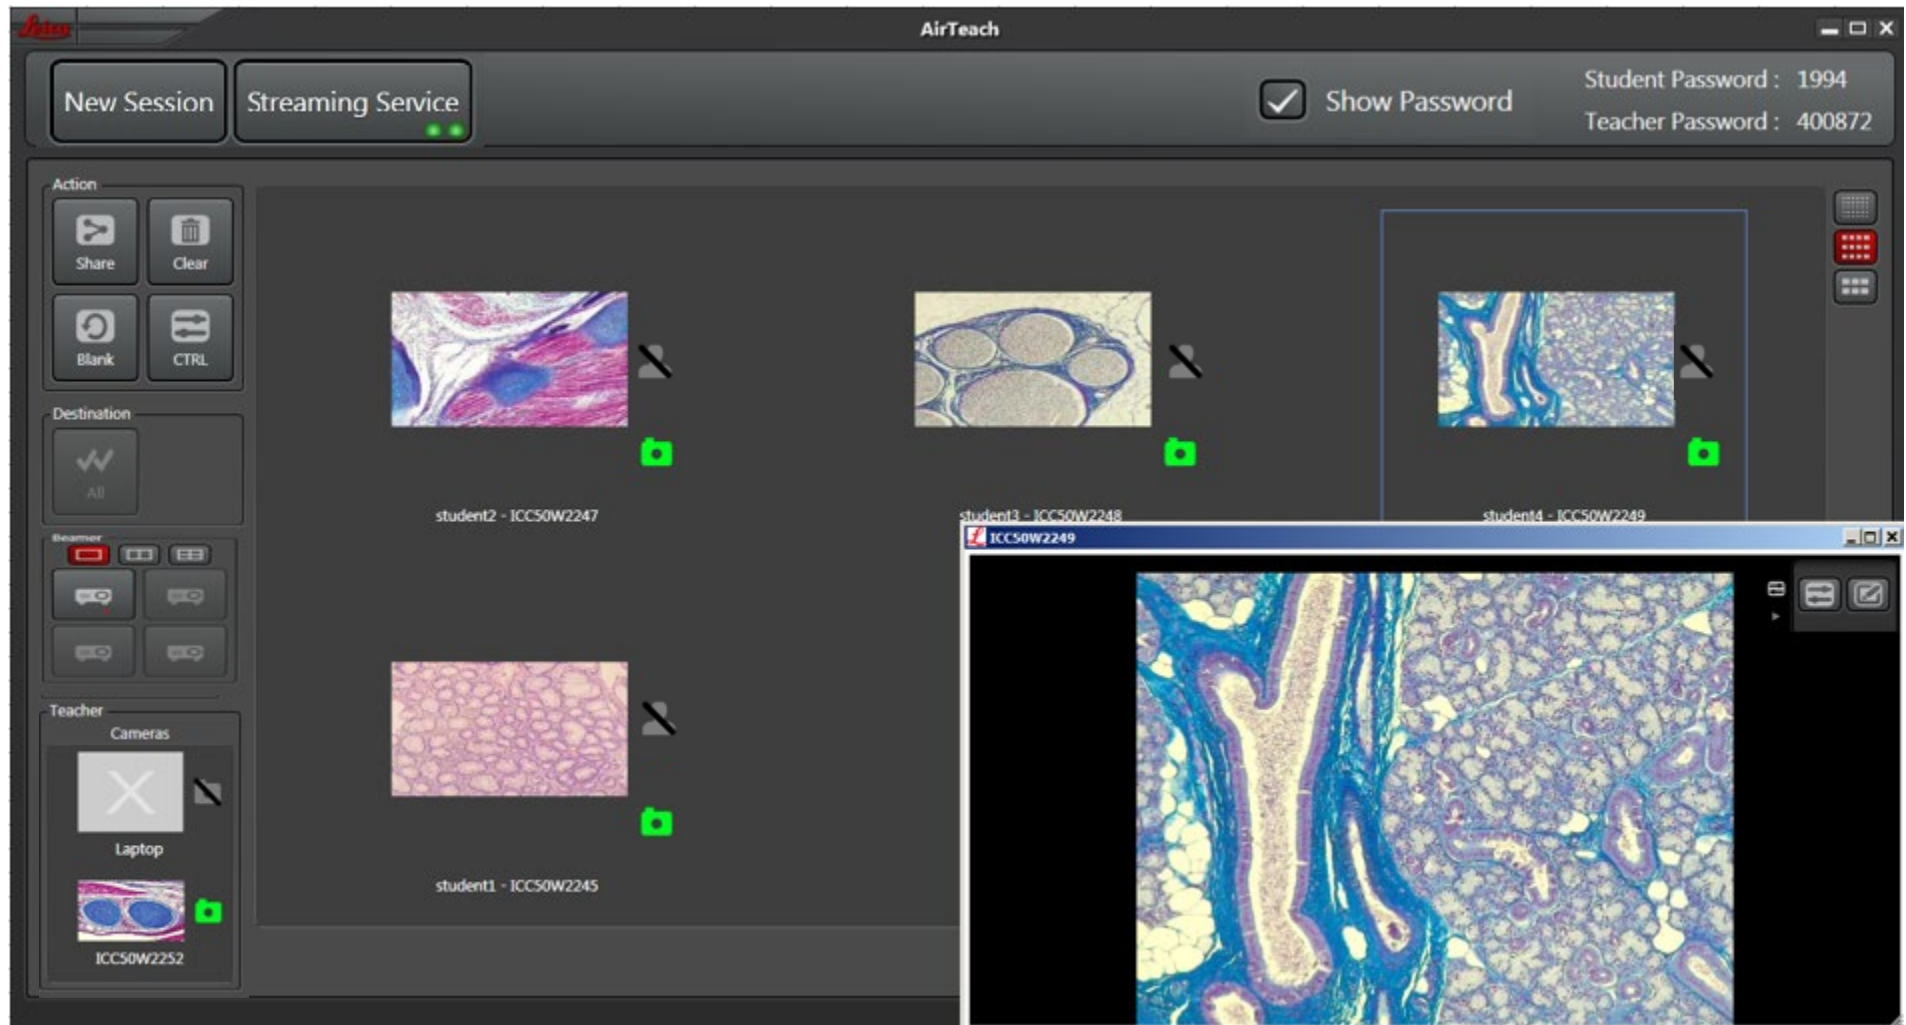 Leica
AirTeach
New Session
Streaming Service
Show Password
Student Password : 1994
Teacher Password : 400872
Action
Share
Clear
Blank
CTRL
Destination
All
Beamer
Teacher
Cameras
Laptop
ICC50W2252
student2 - ICC50W2247
student3 - ICC50W2248
student4 - ICC50W2249
student1 - ICC50W2245
L ICC50W2249